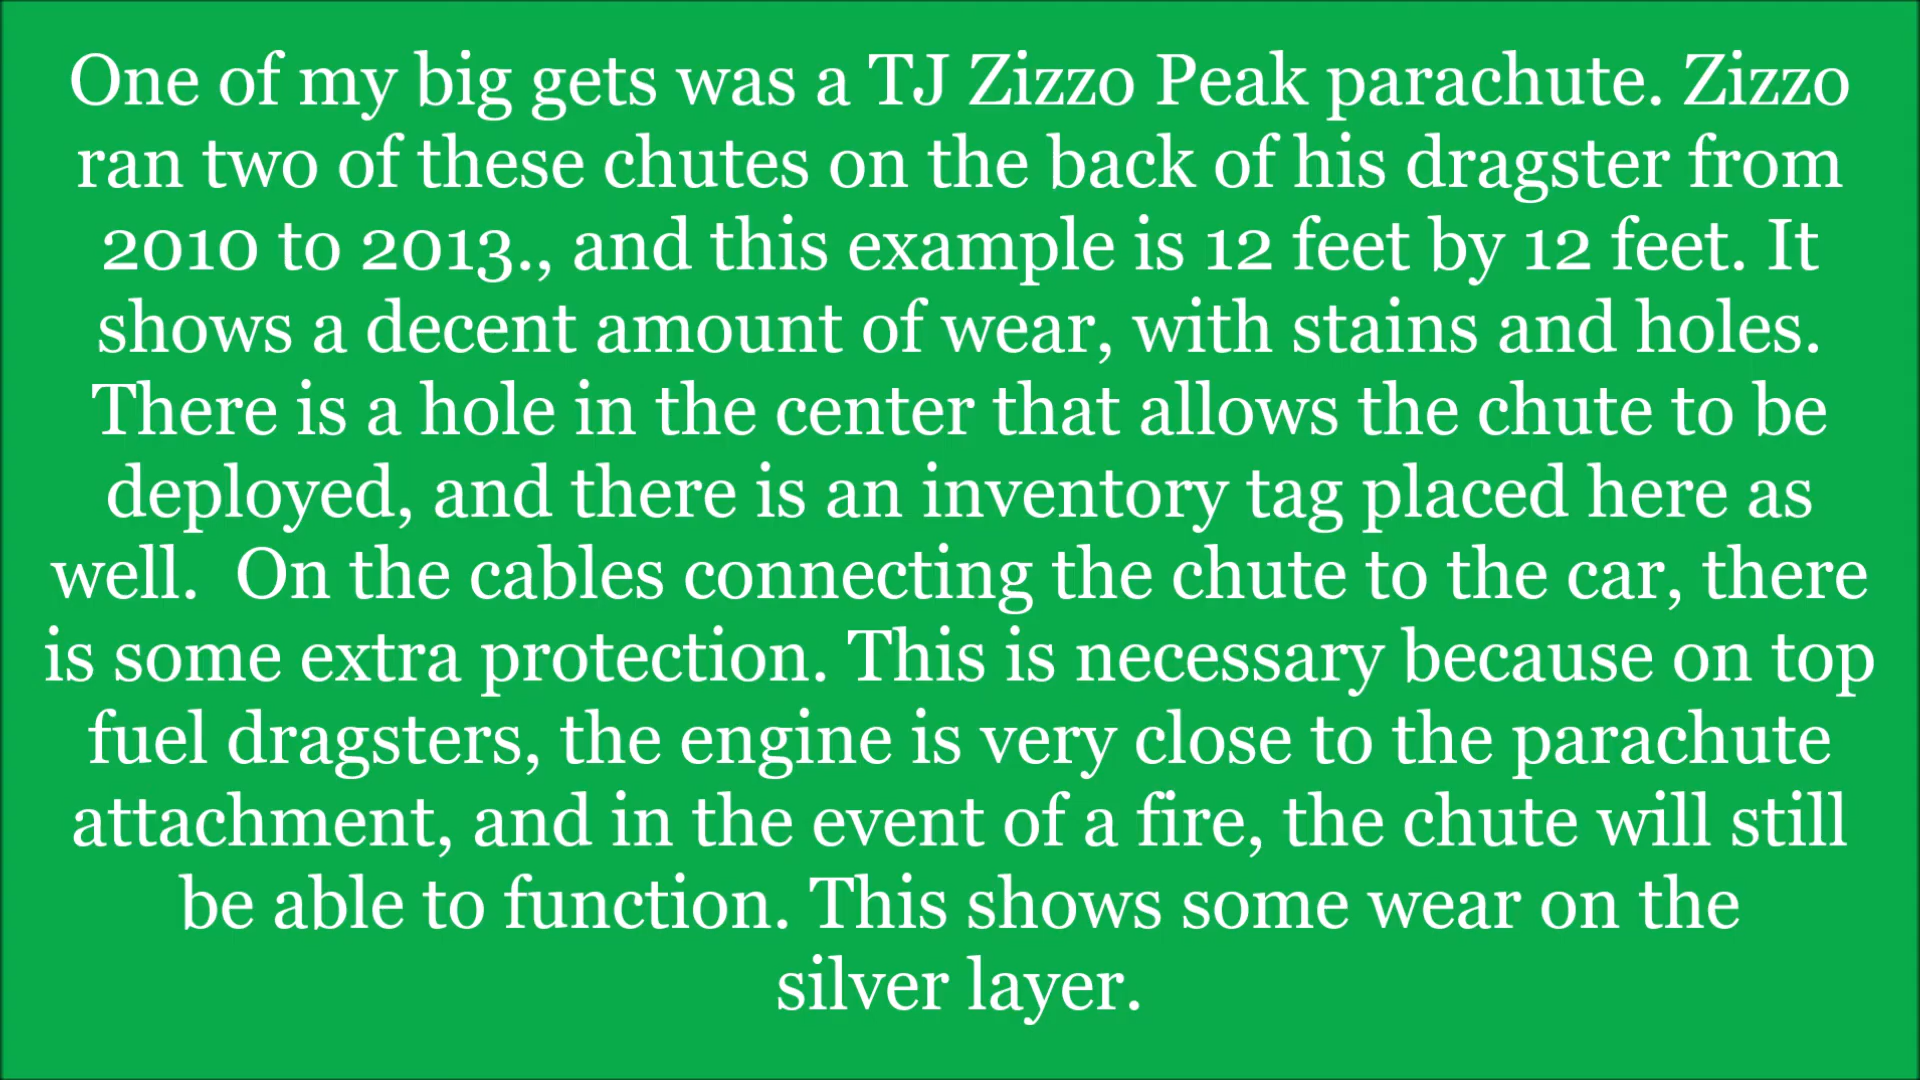 One of my big gets was a TJ Zizzo Peak parachute. Zizzo
ran two of these chutes on the back of his dragster from
2010 to 2013., and this example is 12 feet by 12 feet. It
shows a decent amount of wear, with stains and holes.
There is a hole in the center that allows the chute to be
deployed, and there is an inventory tag placed here as
well.  On the cables connecting the chute to the car, there
is some extra protection. This is necessary because on top
fuel dragsters, the engine is very close to the parachute
attachment, and in the event of a fire, the chute will still
be able to function. This shows some wear on the
silver layer.